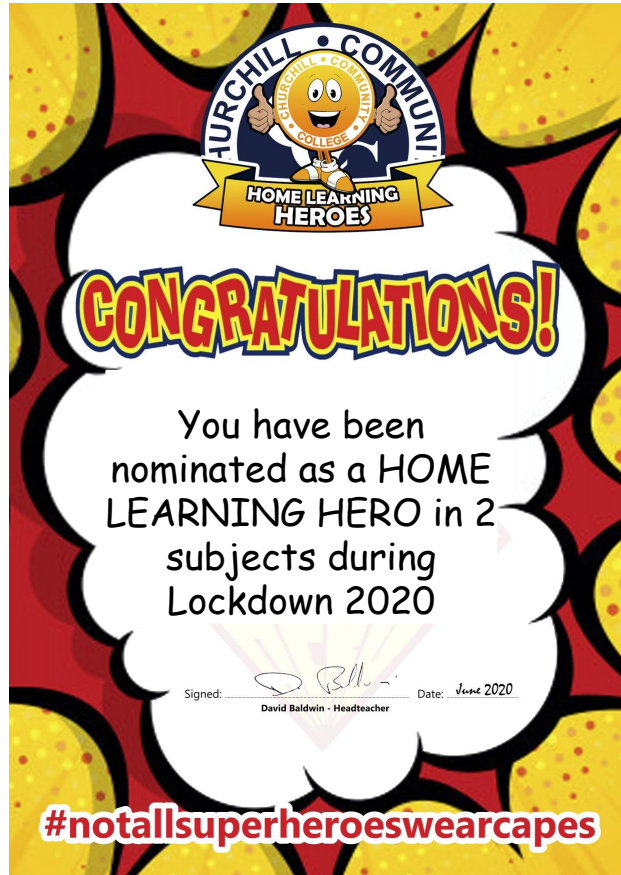 CHURCHILL • COMMUNI
CHURCHILL • COMMUNITY
• COLLEGE •
HOME LEARNING
HEROES
CONGRATULATIONS!
You have been
nominated as a HOME
LEARNING HERO in 2
subjects during
Lockdown 2020
Signed: D. Baldwin Date: June 2020
David Baldwin - Headteacher
#notallsuperheroeswearcapes